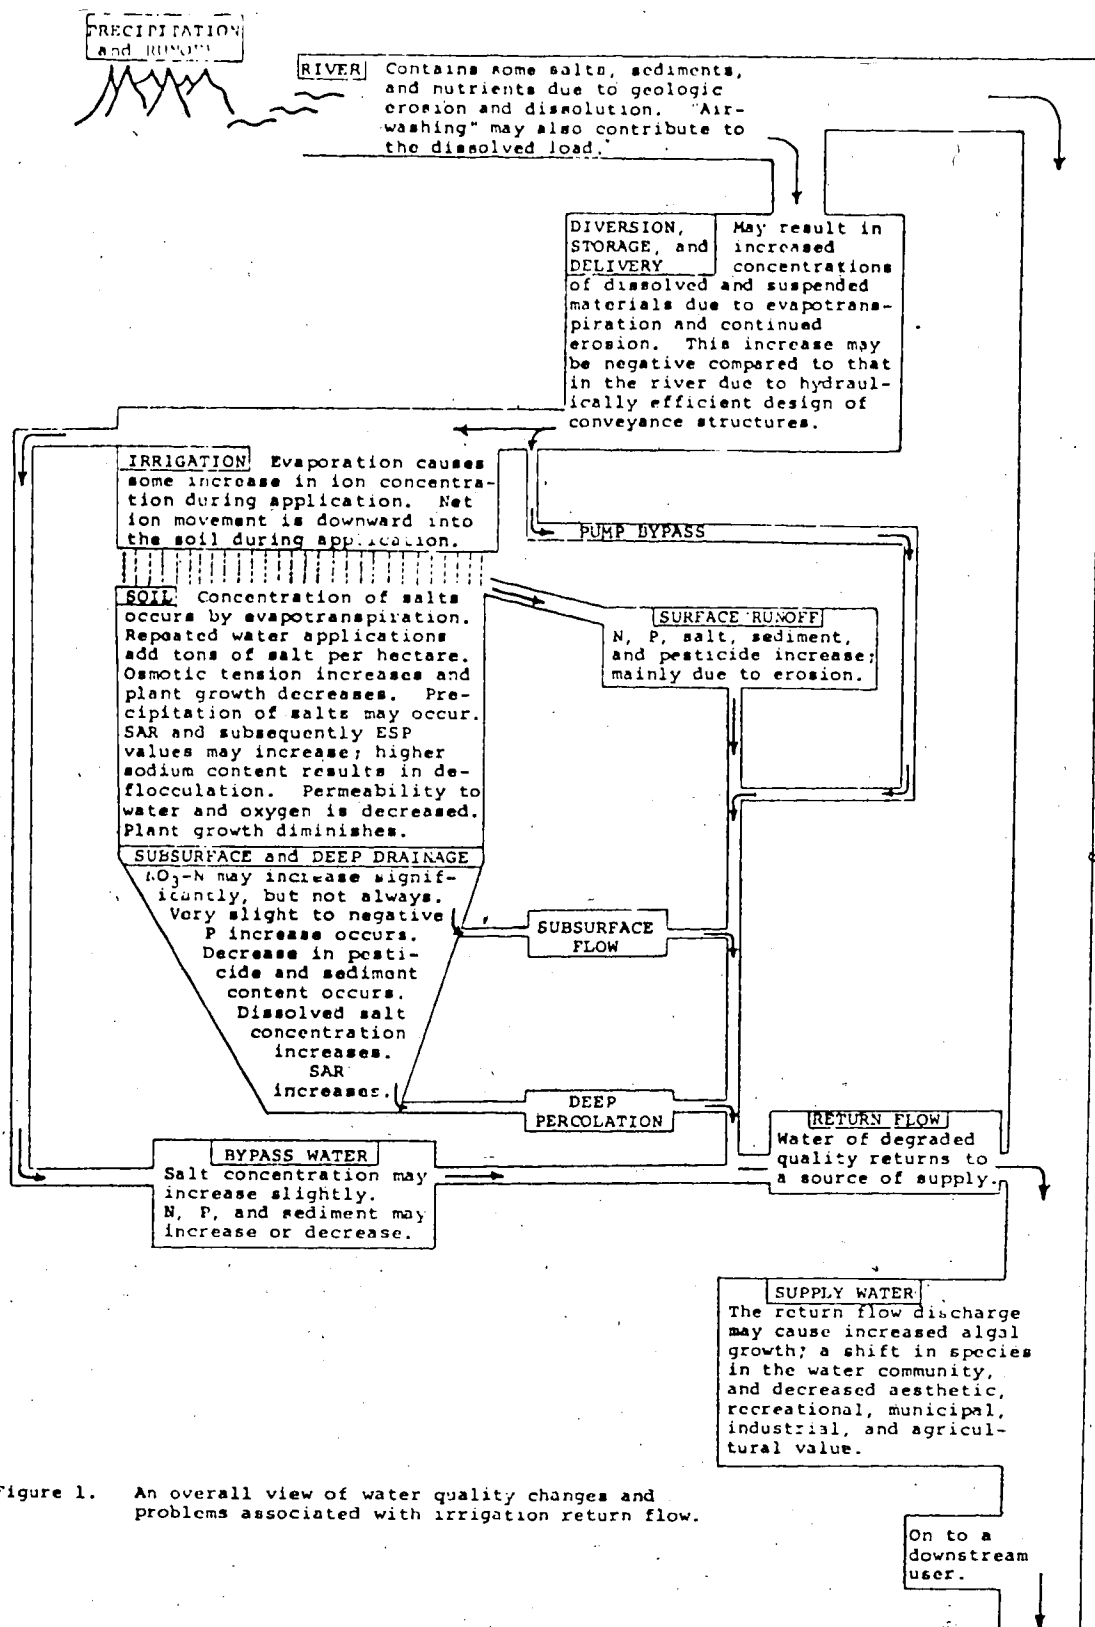 PRECIPITATION
and RUNOFF
RIVER Contains some salts, sediments,
and nutrients due to geologic
erosion and dissolution. "Air-
washing" may also contribute to
the dissolved load.
DIVERSION, May result in
STORAGE, and increased
DELIVERY concentrations
of dissolved and suspended
materials due to evapotrans-
piration and continued
erosion. This increase may
be negative compared to that
in the river due to hydraul-
ically efficient design of
conveyance structures.
IRRIGATION Evaporation causes
some increase in ion concentra-
tion during application. Net
ion movement is downward into
the soil during application.
PUMP BYPASS
SOIL Concentration of salts
occurs by evapotranspiration.
Repeated water applications
add tons of salt per hectare.
Osmotic tension increases and
plant growth decreases. Pre-
cipitation of salts may occur.
SAR and subsequently ESP
values may increase; higher
sodium content results in de-
flocculation. Permeability to
water and oxygen is decreased.
Plant growth diminishes.
SURFACE RUNOFF
N, P, salt, sediment,
and pesticide increase;
mainly due to erosion.
SUBSURFACE and DEEP DRAINAGE
NO3-N may increase signif-
icantly, but not always.
Very slight to negative
P increase occurs.
Decrease in pesti-
cide and sediment
content occurs.
Dissolved salt
concentration
increases.
SAR
increases.
SUBSURFACE
FLOW
DEEP
PERCOLATION
BYPASS WATER
Salt concentration may
increase slightly.
N, P, and sediment may
increase or decrease.
RETURN FLOW
Water of degraded
quality returns to
a source of supply.
SUPPLY WATER
The return flow discharge
may cause increased algal
growth; a shift in species
in the water community,
and decreased aesthetic,
recreational, municipal,
industrial, and agricul-
tural value.
Figure 1. An overall view of water quality changes and
problems associated with irrigation return flow.
On to a
downstream
user.